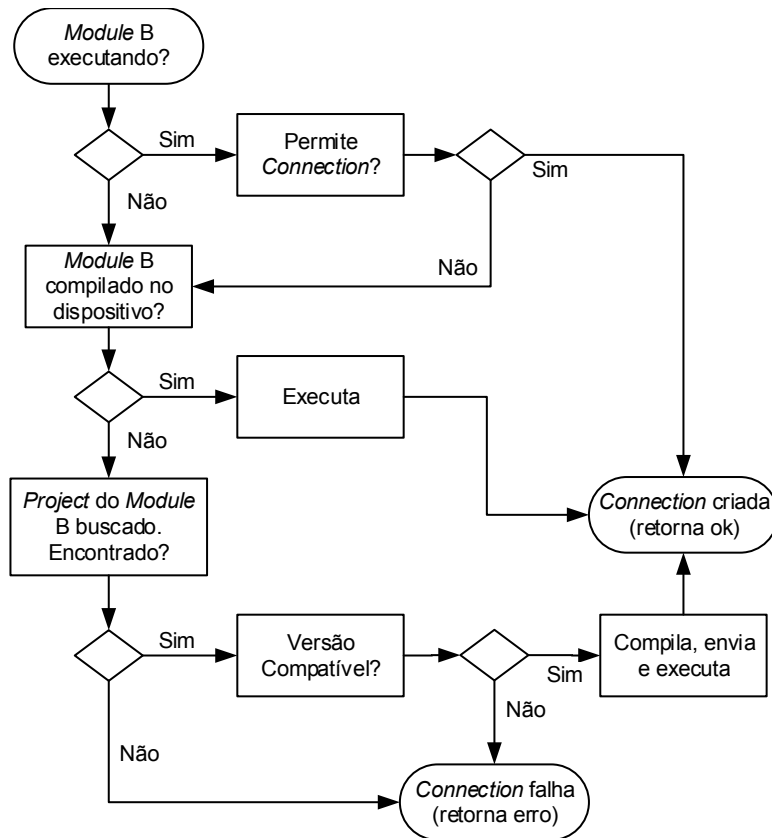 Module B
executando?
Sim
Permite
Connection?
Sim
Não
Não
Module B
compilado no
dispositivo?
Sim
Executa
Não
Project do Module
B buscado.
Encontrado?
Connection criada
(retorna ok)
Sim
Versão
Compatível?
Sim
Compila, envia
e executa
Não
Não
Connection falha
(retorna erro)